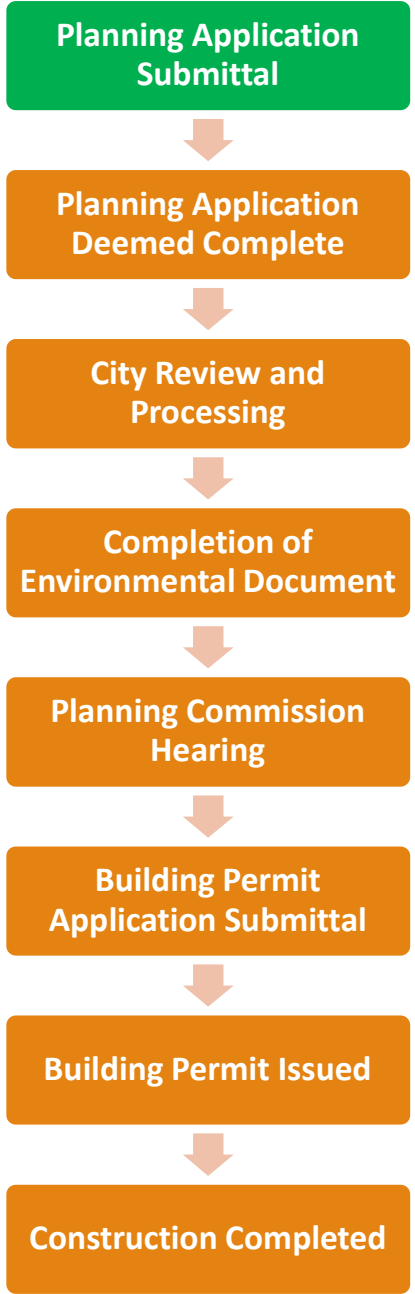 Planning Application
Submittal
Planning Application
Deemed Complete
City Review and
Processing
Completion of
Environmental Document
Planning Commission
Hearing
Building Permit
Application Submittal
Building Permit Issued
Construction Completed